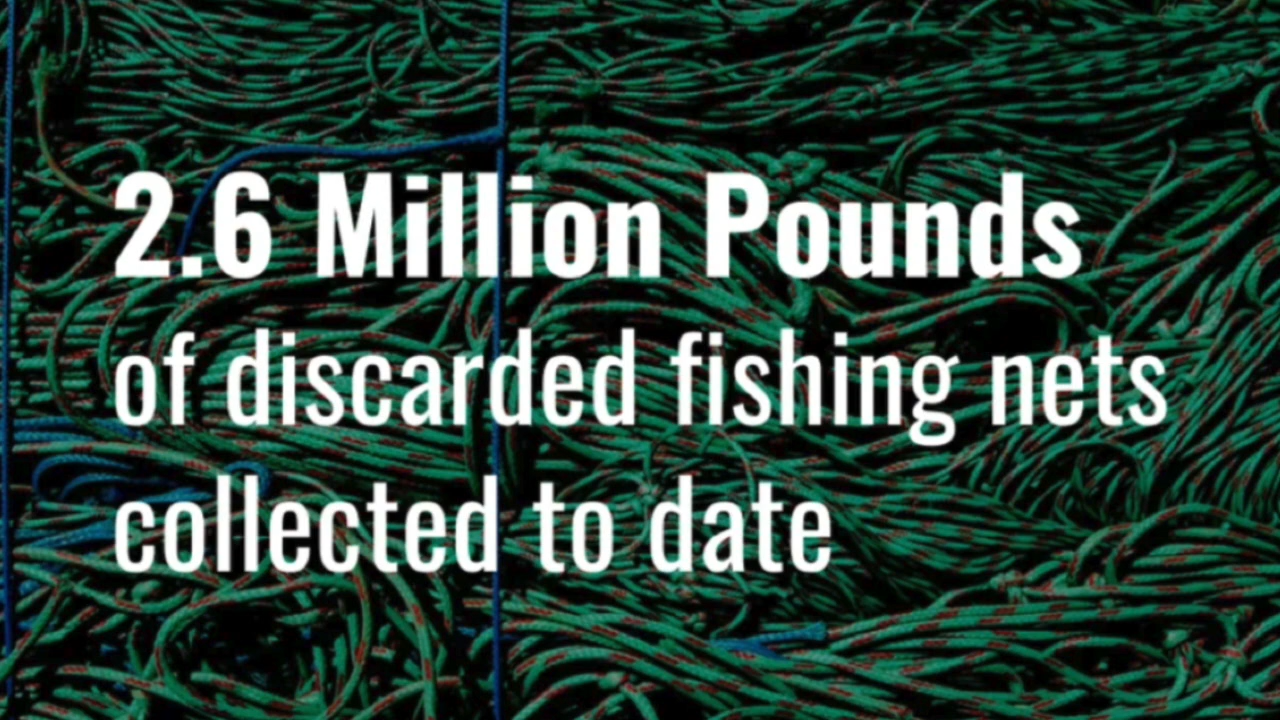 2.6 Million Pounds
of discarded fishing nets
collected to date